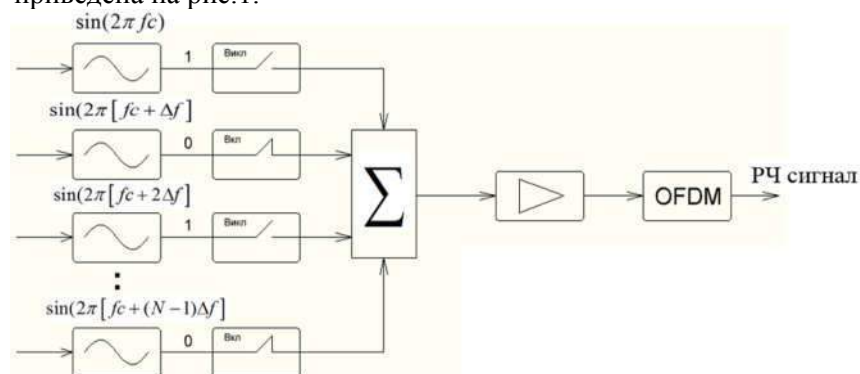 приведена на рис.1.
sin(2π fc)
1
Викл
sin(2π[ fc + Δf ]
0
Вкл
sin(2π[ fc + 2Δf ]
1
Викл
Σ
OFDM
РЧ сигнал
⋮
sin(2π[ fc + (N − 1)Δf ]
0
Вкл